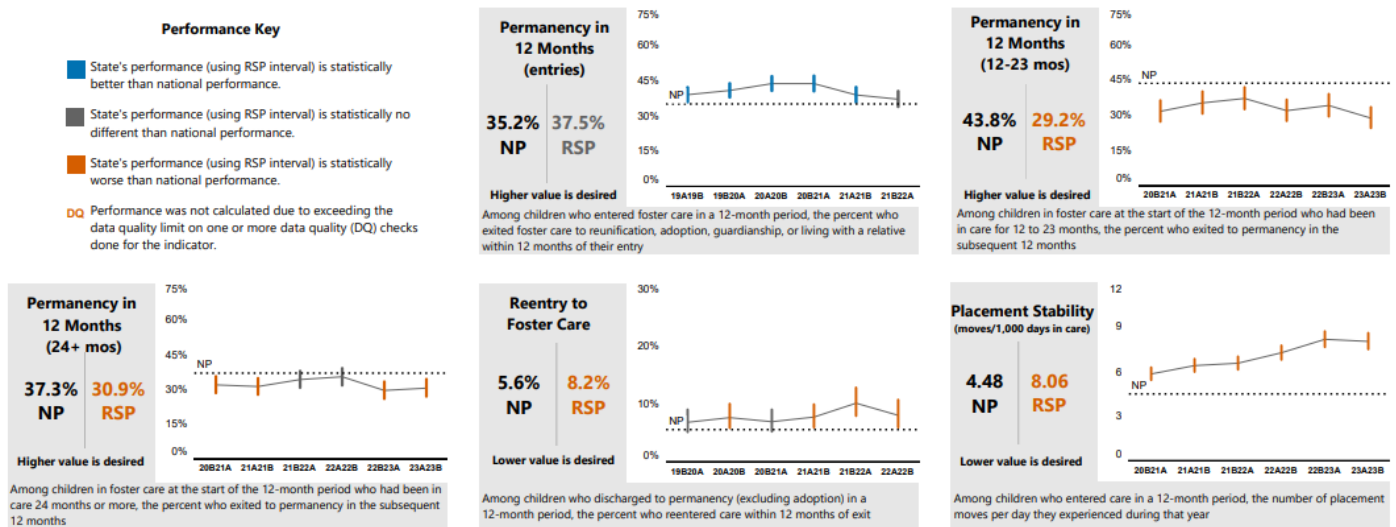 Performance Key
State's performance (using RSP interval) is statistically
better than national performance.
State's performance (using RSP interval) is statistically no
different than national performance.
State's performance (using RSP interval) is statistically
worse than national performance.
DQ Performance was not calculated due to exceeding the
data quality limit on one or more data quality (DQ) checks
done for the indicator.
Permanency in
12 Months
(entries)
35.2% 37.5%
NP RSP
Higher value is desired
75%
60%
45%
NP
30%
15%
0%
19A19B 19B20A 20A20B 20B21A 21A21B 21B22A
Among children who entered foster care in a 12-month period, the percent who
exited foster care to reunification, adoption, guardianship, or living with a relative
within 12 months of their entry
Permanency in
12 Months
(12-23 mos)
43.8% 29.2%
NP RSP
Higher value is desired
75%
60%
45%
NP
30%
15%
0%
20B21A 21A21B 21B22A 22A22B 22B23A 23A23B
Among children in foster care at the start of the 12-month period who had been
in care for 12 to 23 months, the percent who exited to permanency in the
subsequent 12 months
Permanency in
12 Months
(24+ mos)
37.3% 30.9%
NP RSP
Higher value is desired
75%
60%
45%
NP
30%
15%
0%
20B21A 21A21B 21B22A 22A22B 22B23A 23A23B
Among children in foster care at the start of the 12-month period who had been in
care 24 months or more, the percent who exited to permanency in the subsequent
12 months
Reentry to
Foster Care
5.6% 8.2%
NP RSP
Lower value is desired
30%
20%
10%
NP
0%
19B20A 20A20B 20B21A 21A21B 21B22A 22A22B
Among children who discharged to permanency (excluding adoption) in a
12-month period, the percent who reentered care within 12 months of exit
Placement Stability
(moves/1,000 days in care)
4.48 8.06
NP RSP
Lower value is desired
12
9
6
NP
3
0
20B21A 21A21B 21B22A 22A22B 22B23A 23A23B
Among children who entered care in a 12-month period, the number of placement
moves per day they experienced during that year